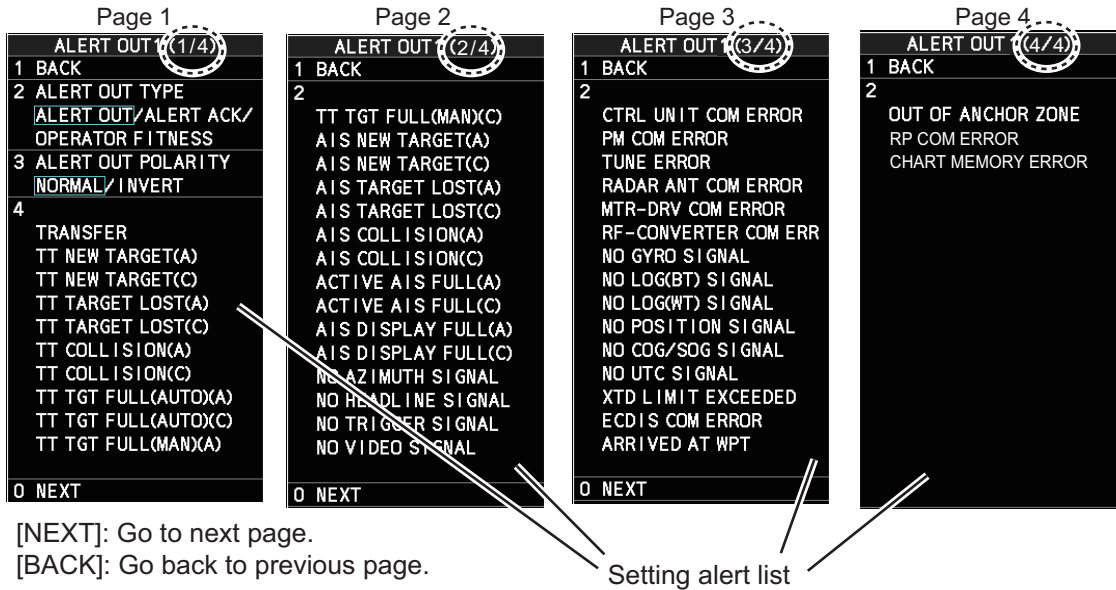 Page 1
ALERT OUT1 (1/4)
1 BACK
2 ALERT OUT TYPE
ALERT OUT/ALERT ACK/
OPERATOR FITNESS
3 ALERT OUT POLARITY
NORMAL/INVERT
4
TRANSFER
TT NEW TARGET(A)
TT NEW TARGET(C)
TT TARGET LOST(A)
TT TARGET LOST(C)
TT COLLISION(A)
TT COLLISION(C)
TT TGT FULL(AUTO)(A)
TT TGT FULL(AUTO)(C)
TT TGT FULL(MAN)(A)
0 NEXT
Page 2
ALERT OUT1 (2/4)
1 BACK
2
TT TGT FULL(MAN)(C)
AIS NEW TARGET(A)
AIS NEW TARGET(C)
AIS TARGET LOST(A)
AIS TARGET LOST(C)
AIS COLLISION(A)
AIS COLLISION(C)
ACTIVE AIS FULL(A)
ACTIVE AIS FULL(C)
AIS DISPLAY FULL(A)
AIS DISPLAY FULL(C)
NO AZIMUTH SIGNAL
NO HEADLINE SIGNAL
NO TRIGGER SIGNAL
NO VIDEO SIGNAL
0 NEXT
Page 3
ALERT OUT1 (3/4)
1 BACK
2
CTRL UNIT COM ERROR
PM COM ERROR
TUNE ERROR
RADAR ANT COM ERROR
MTR-DRV COM ERROR
RF-CONVERTER COM ERR
NO GYRO SIGNAL
NO LOG(BT) SIGNAL
NO LOG(WT) SIGNAL
NO POSITION SIGNAL
NO COG/SOG SIGNAL
NO UTC SIGNAL
XTD LIMIT EXCEEDED
ECDIS COM ERROR
ARRIVED AT WPT
0 NEXT
Page 4
ALERT OUT 1 (4/4)
1 BACK
2
OUT OF ANCHOR ZONE
RP COM ERROR
CHART MEMORY ERROR
[NEXT]: Go to next page.
[BACK]: Go back to previous page.
Setting alert list